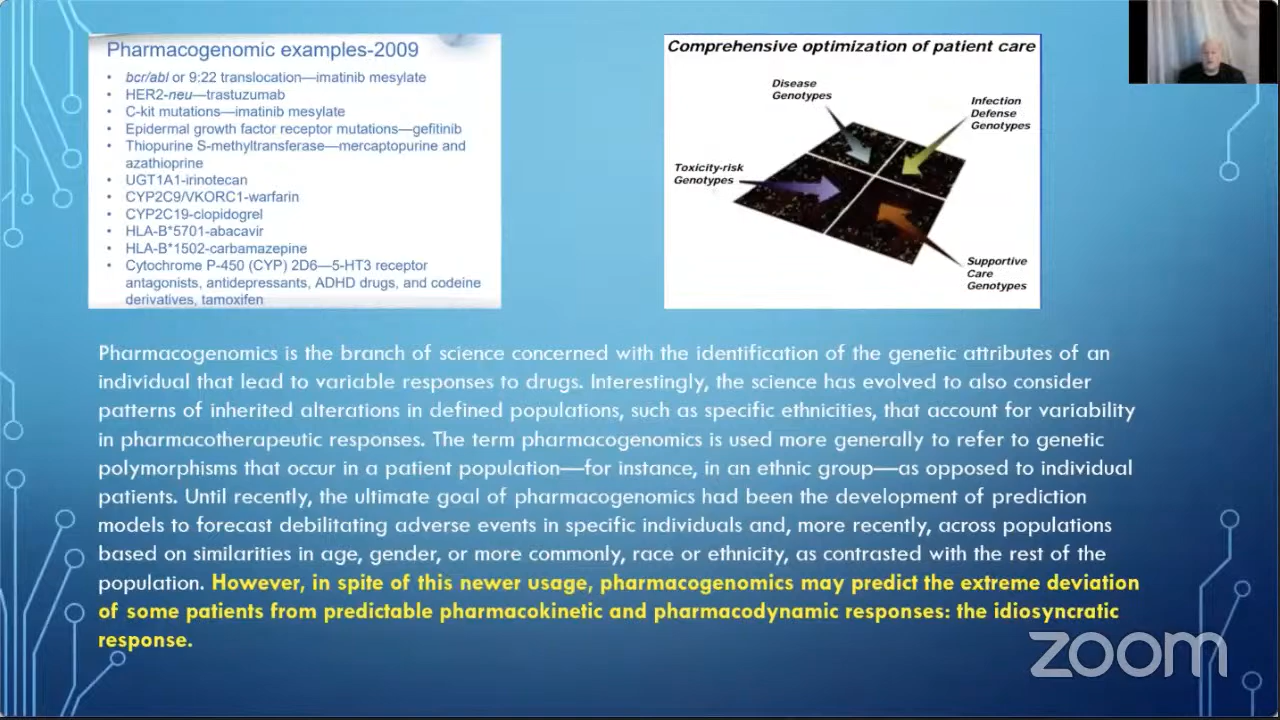 Pharmacogenomic examples-2009
• bcr/abl or 9:22 translocation—imatinib mesylate
• HER2-neu—trastuzumab
• C-kit mutations—imatinib mesylate
• Epidermal growth factor receptor mutations—gefitinib
• Thiopurine S-methyltransferase—mercaptopurine and
azathioprine
• UGT1A1-irinotecan
• CYP2C9/VKORC1-warfarin
• CYP2C19-clopidogrel
• HLA-B*5701-abacavir
• HLA-B*1502-carbamazepine
• Cytochrome P-450 (CYP) 2D6—5-HT3 receptor
antagonists, antidepressants, ADHD drugs, and codeine
derivatives, tamoxifen
Comprehensive optimization of patient care
Disease
Genotypes
Infection
Defense
Genotypes
Toxicity-risk
Genotypes
Supportive
Care
Genotypes
Pharmacogenomics is the branch of science concerned with the identification of the genetic attributes of an
individual that lead to variable responses to drugs. Interestingly, the science has evolved to also consider
patterns of inherited alterations in defined populations, such as specific ethnicities, that account for variability
in pharmacotherapeutic responses. The term pharmacogenomics is used more generally to refer to genetic
polymorphisms that occur in a patient population—for instance, in an ethnic group—as opposed to individual
patients. Until recently, the ultimate goal of pharmacogenomics had been the development of prediction
models to forecast debilitating adverse events in specific individuals and, more recently, across populations
based on similarities in age, gender, or more commonly, race or ethnicity, as contrasted with the rest of the
population. However, in spite of this newer usage, pharmacogenomics may predict the extreme deviation
of some patients from predictable pharmacokinetic and pharmacodynamic responses: the idiosyncratic
response.
zoom